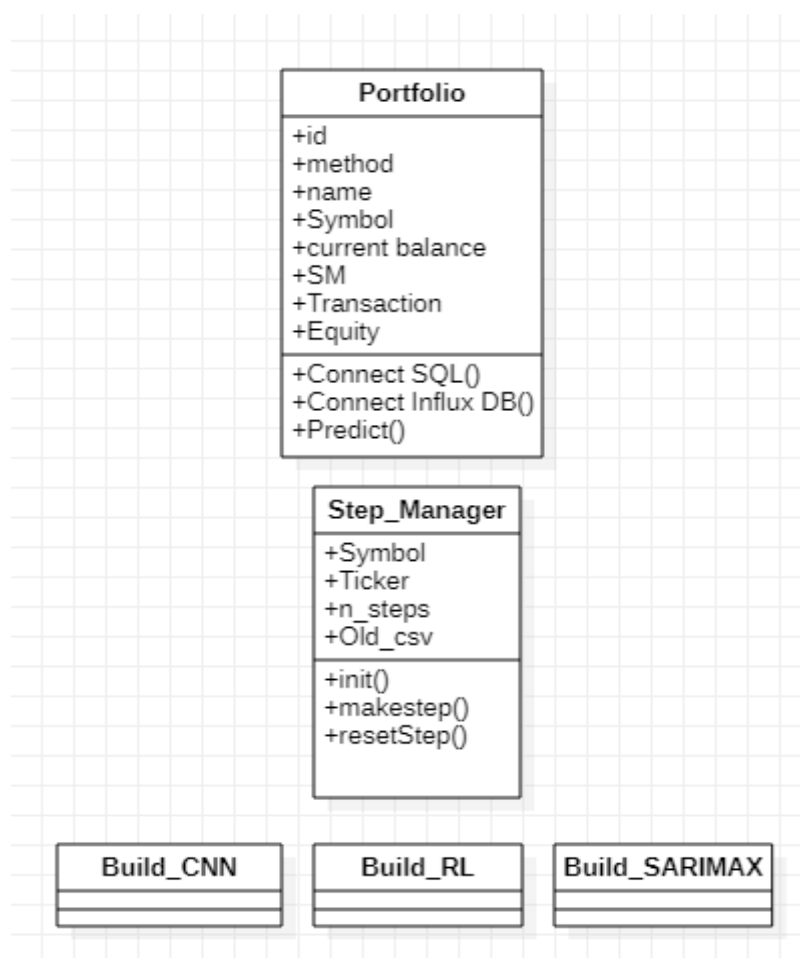 Portfolio
+id
+method
+name
+Symbol
+current balance
+SM
+Transaction
+Equity
+Connect SQL()
+Connect Influx DB()
+Predict()
Step_Manager
+Symbol
+Ticker
+n_steps
+Old_csv
+init()
+makestep()
+resetStep()
Build_CNN
Build_RL
Build_SARIMAX